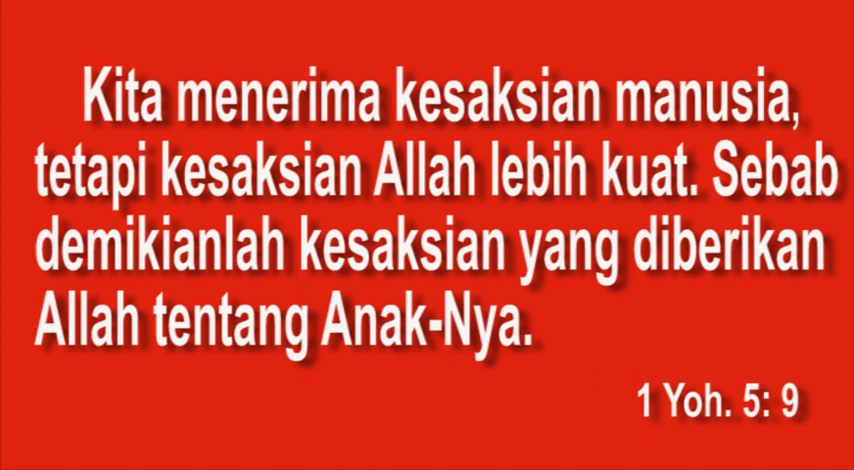 Kita menerima kesaksian manusia,
tetapi kesaksian Allah lebih kuat. Sebab
demikianlah kesaksian yang diberikan
Allah tentang Anak-Nya.
1 Yoh. 5: 9